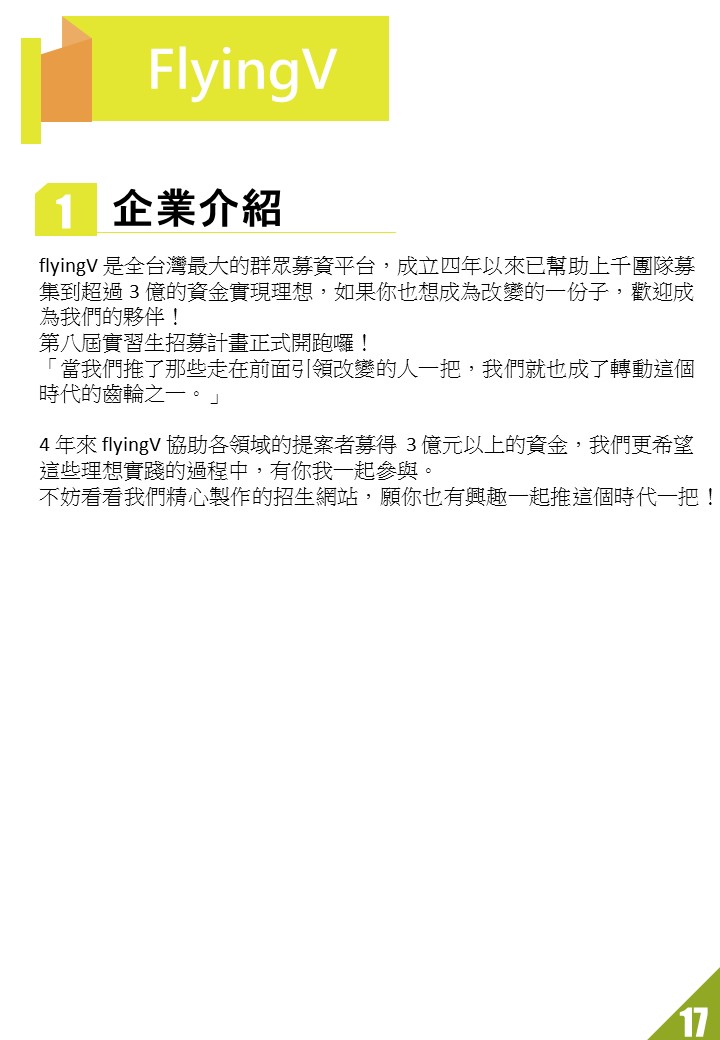 FlyingV
1 企業介紹
flyingV 是全台灣最大的群眾募資平台，成立四年以來已幫助上千團隊募
集到超過 3 億的資金實現理想，如果你也想成為改變的一份子，歡迎成
為我們的夥伴！
第八屆實習生招募計畫正式開跑囉！
「當我們推了那些走在前面引領改變的人一把，我們就也成了轉動這個
時代的齒輪之一。」
4 年來 flyingV 協助各領域的提案者募得 3 億元以上的資金，我們更希望
這些理想實踐的過程中，有你我一起參與。
不妨看看我們精心製作的招生網站，願你也有興趣一起推這個時代一把！
17